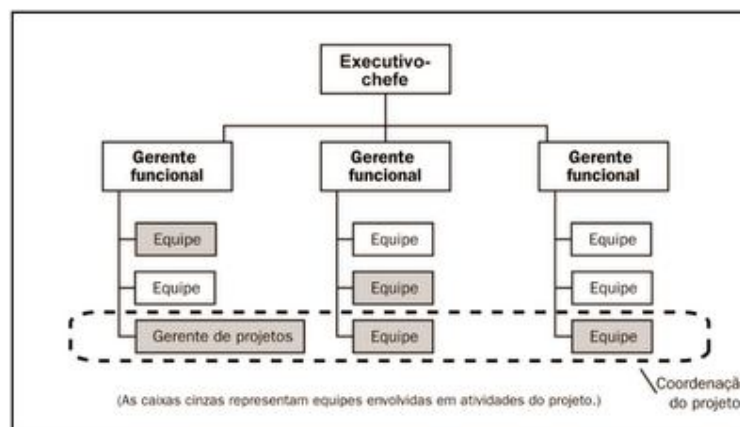 Executivo-
chefe
Gerente
funcional
Gerente
funcional
Gerente
funcional
Equipe
Equipe
Equipe
Equipe
Equipe
Equipe
Gerente de projetos
Equipe
Equipe
Coordenação
do projeto
(As caixas cinzas representam equipes envolvidas em atividades do projeto.)